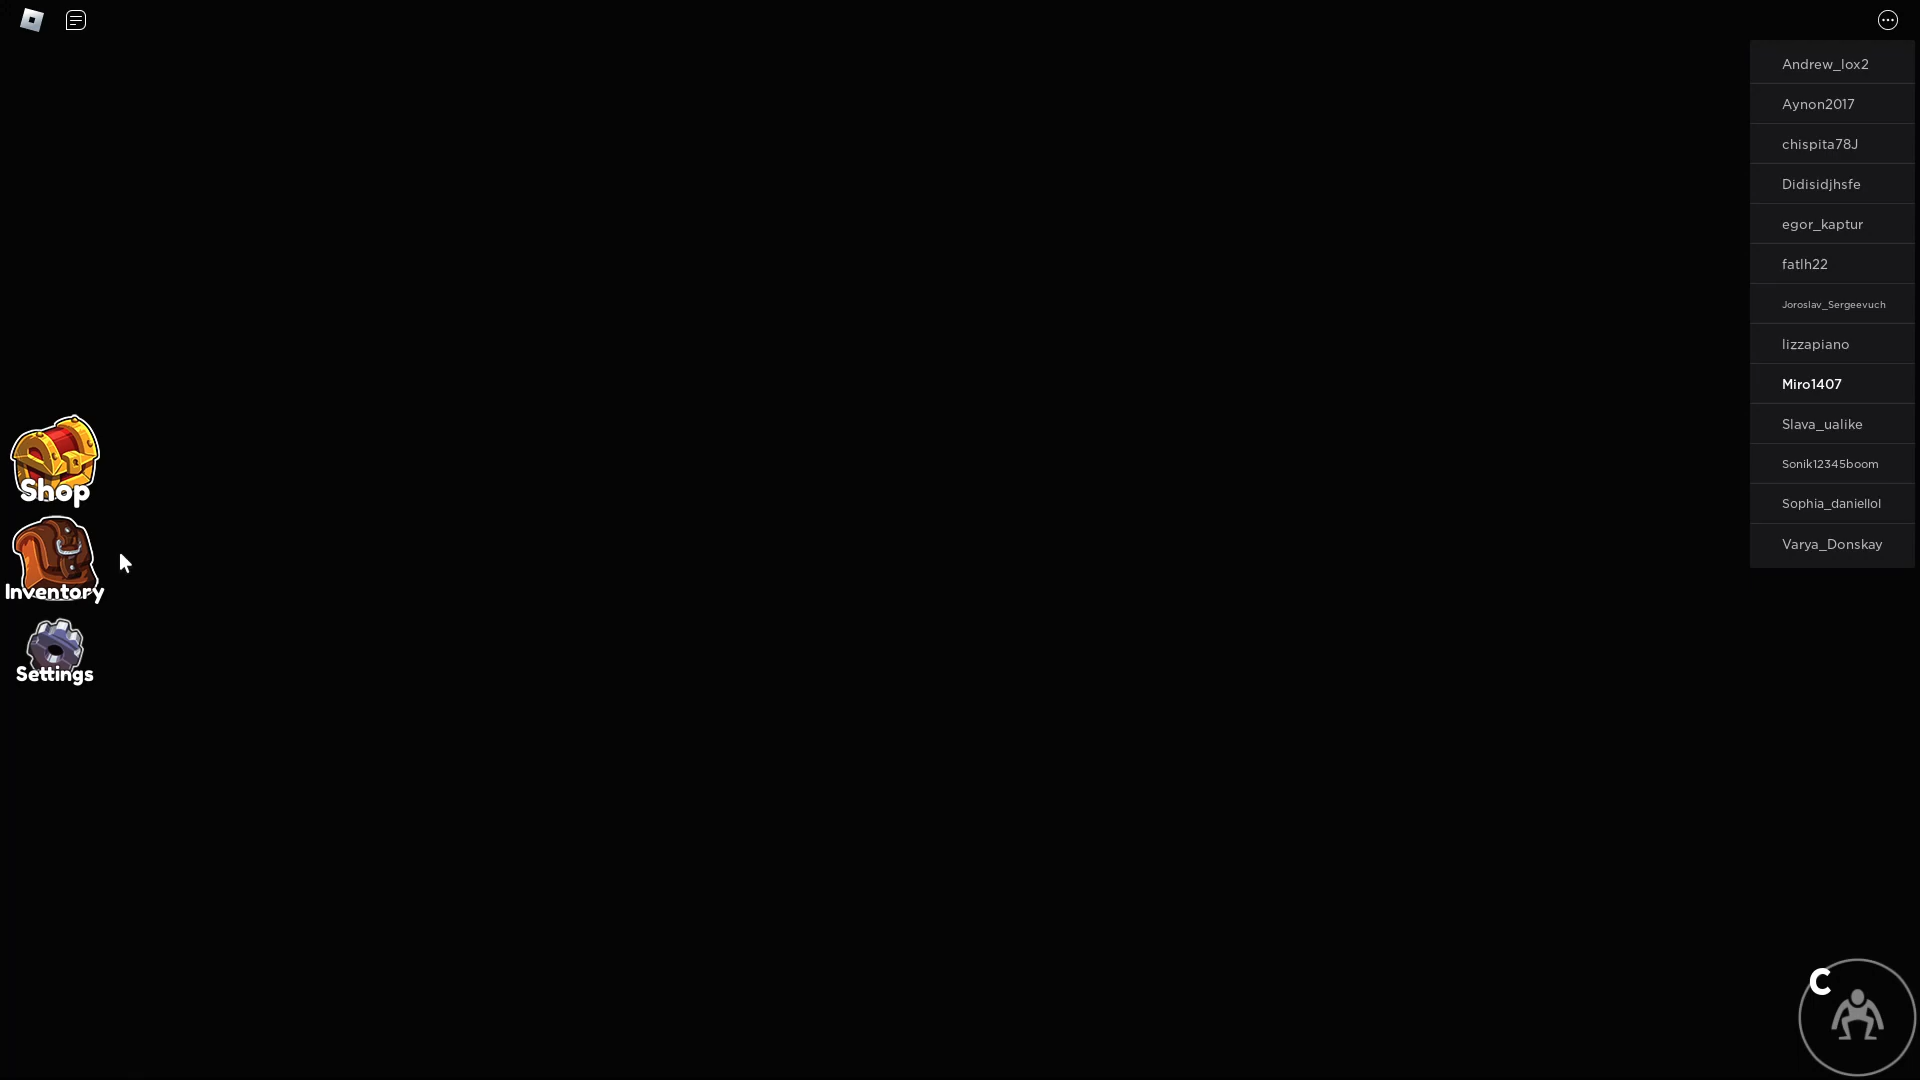 Andrew_lox2
Aynon2017
chispita78J
Didisidjhsfe
egor_kaptur
fatlh22
Joroslav_Sergeevuch
lizzapiano
Miro1407
Slava_ualike
Sonik12345boom
Sophia_daniellol
Varya_Donskay
Shop
Inventory
Settings
C